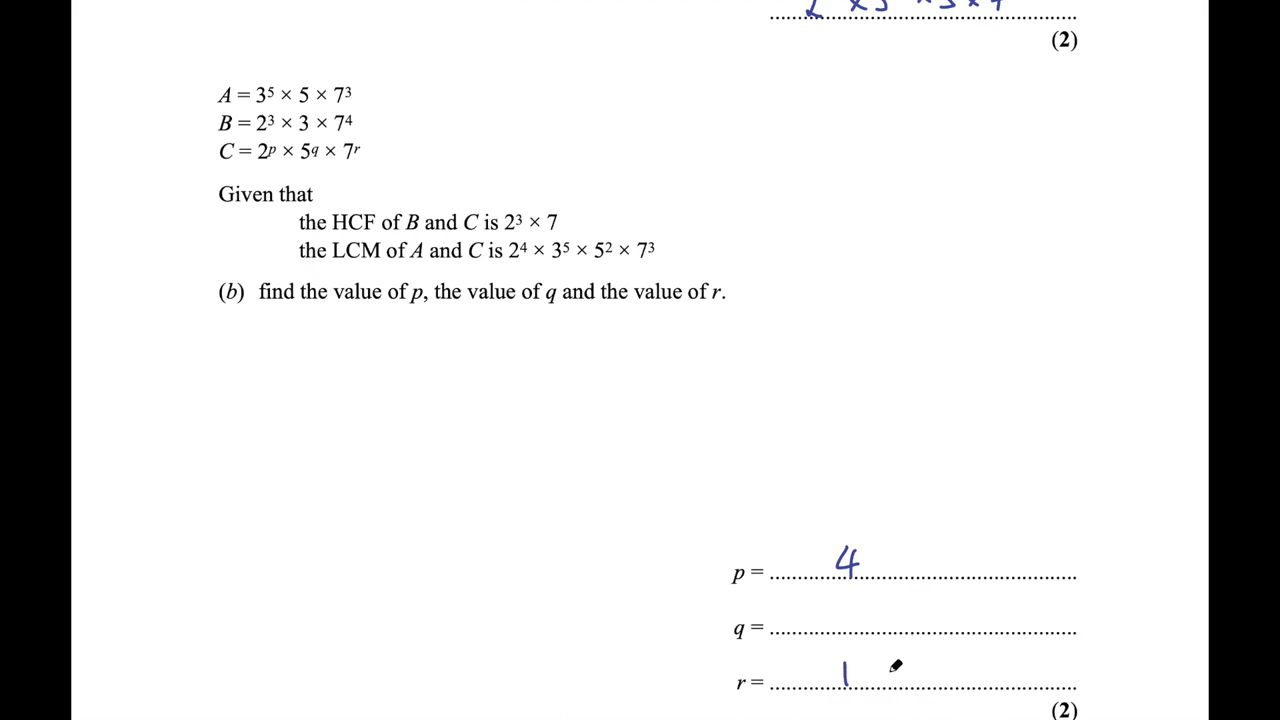 (2)
A = 3⁵ × 5 × 7³
B = 2³ × 3 × 7⁴
C = 2ᵖ × 5^q × 7ʳ
Given that
the HCF of B and C is 2³ × 7
the LCM of A and C is 2⁴ × 3⁵ × 5² × 7³
(b) find the value of p, the value of q and the value of r.
p = 4
q =
r = 1
(2)